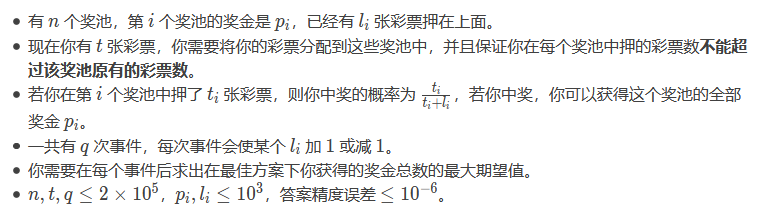 • 有 n 个奖池，第 i 个奖池的奖金是 p_i，已经有 l_i 张彩票押在上面。
• 现在你有 t 张彩票，你需要将你的彩票分配到这些奖池中，并且保证你在每个奖池中押的彩票数不能超
过该奖池原有的彩票数。
• 若你在第 i 个奖池中押了 t_i 张彩票，则你中奖的概率为 \frac{t_i}{t_i+l_i}，若你中奖，你可以获得这个奖池的全部
奖金 p_i。
• 一共有 q 次事件，每次事件会使某个 l_i 加 1 或减 1。
• 你需要在每个事件后求出在最佳方案下你获得的奖金总数的最大期望值。
• n, t, q ≤ 2 × 10^5，p_i, l_i ≤ 10^3，答案精度误差 ≤ 10^{-6}。